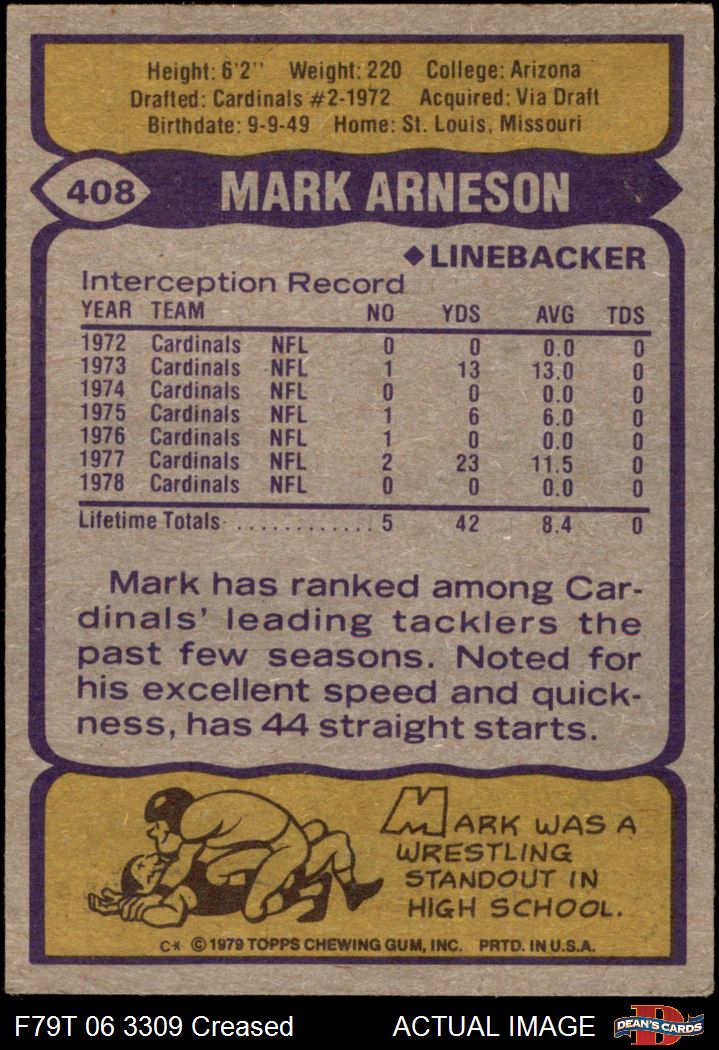 Height: 6'2'' Weight: 220 College: Arizona
Drafted: Cardinals #2-1972 Acquired: Via Draft
Birthdate: 9-9-49 Home: St. Louis, Missouri
408 MARK ARNESON
◆LINEBACKER
Interception Record
YEAR TEAM NO YDS AVG TDS
1972 Cardinals NFL 0 0 0.0 0
1973 Cardinals NFL 1 13 13.0 0
1974 Cardinals NFL 0 0 0.0 0
1975 Cardinals NFL 1 6 6.0 0
1976 Cardinals NFL 1 0 0.0 0
1977 Cardinals NFL 2 23 11.5 0
1978 Cardinals NFL 0 0 0.0 0
Lifetime Totals ............. 5 42 8.4 0
Mark has ranked among Car-
dinals' leading tacklers the
past few seasons. Noted for
his excellent speed and quick-
ness, has 44 straight starts.
MARK WAS A
WRESTLING
STANDOUT IN
HIGH SCHOOL.
C* © 1979 TOPPS CHEWING GUM, INC. PRTD. IN U.S.A.
F79T 06 3309 Creased ACTUAL IMAGE D DEAN'S CARDS